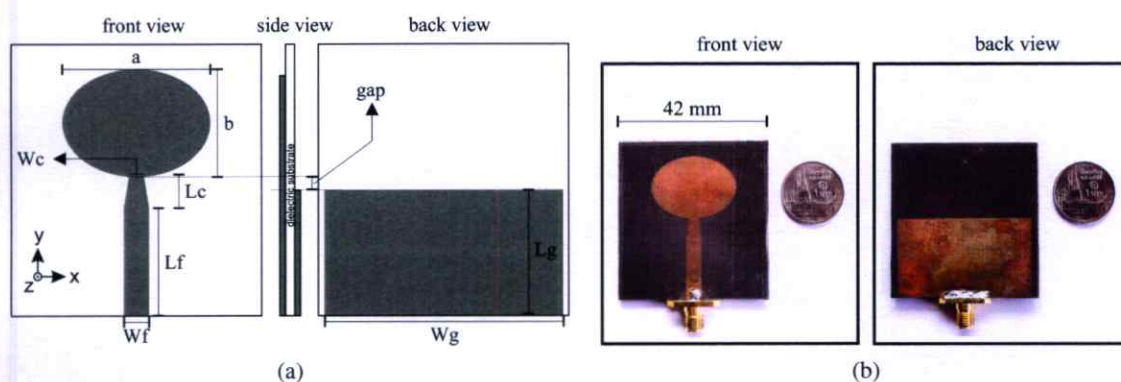 front view
side view
back view
a
b
gap
Wc
Lc
dielectric substrate
y
x
z
Lf
Lg
Wf
Wg
(a)
front view
back view
42 mm
(b)